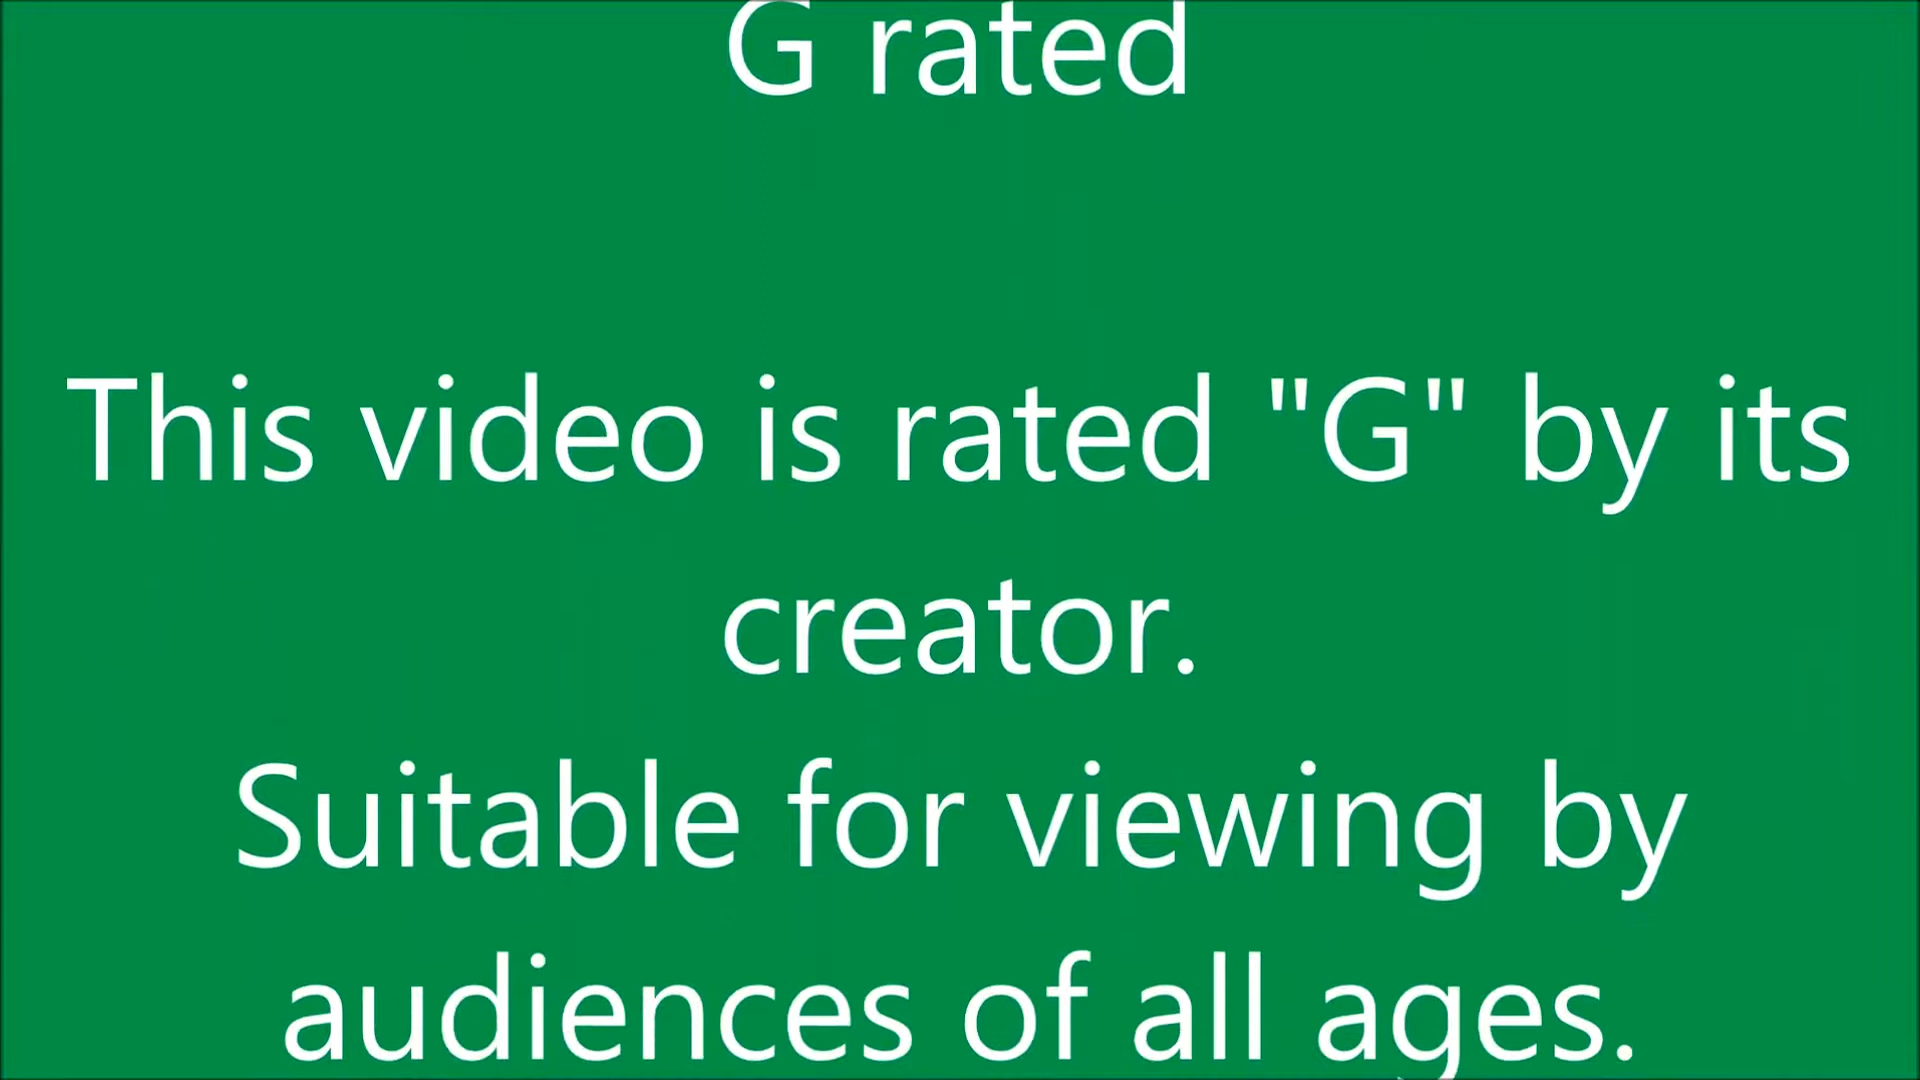 G rated
This video is rated "G" by its
creator.
Suitable for viewing by
audiences of all ages.